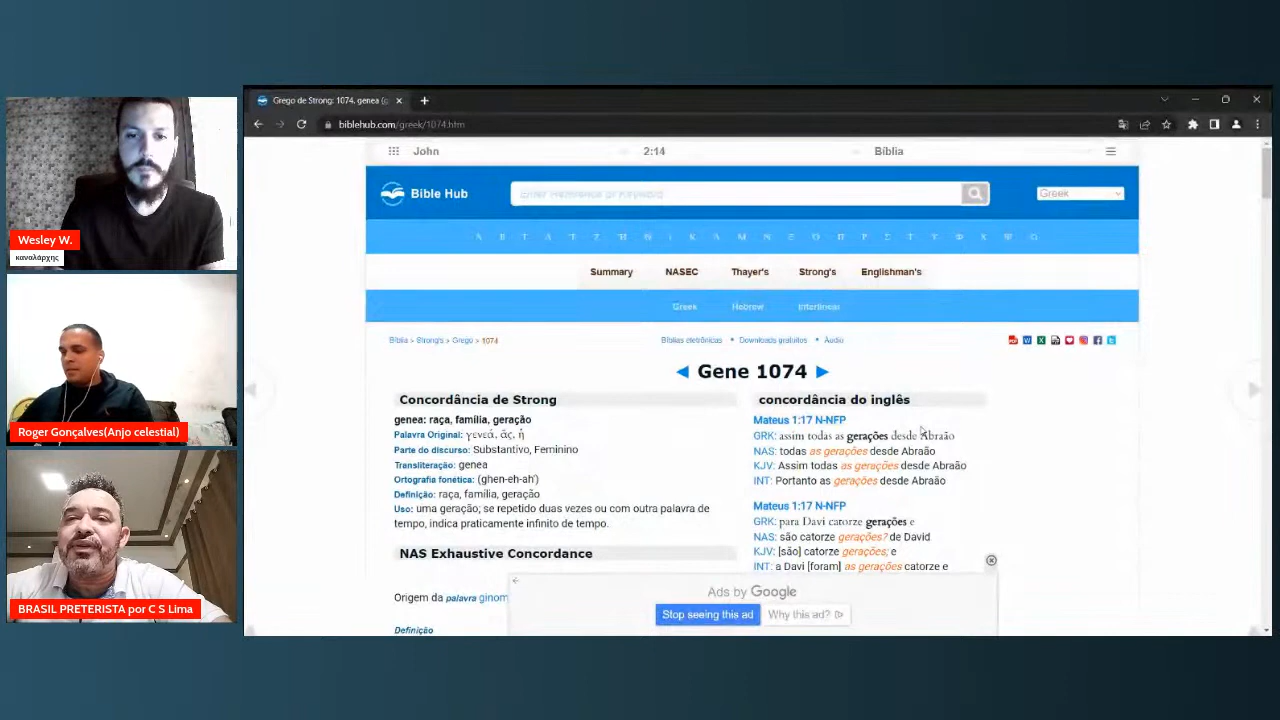 Wesley W.
καναλάρχης
Roger Gonçalves(Anjo celestial)
BRASIL PRETERISTA por C S Lima
Grego de Strong: 1074. genea (g
biblehub.com/greek/1074.htm
John 2:14 Bíblia
Bible Hub
Enter Reference or Keyword
Greek
Α Β Γ Δ Ε Ζ Η Θ Ι Κ Λ Μ Ν Ξ Ο Π Ρ Σ Τ Υ Φ Χ Ψ Ω
Summary NASEC Thayer's Strong's Englishman's
Greek Hebrew Interlinear
Bíblia > Strong's > Grego > 1074
Bíblias eletrônicas • Downloads gratuitos • Áudio
◄ Gene 1074 ►
Concordância de Strong
genea: raça, família, geração
Palavra Original: γενεά, ᾶς, ἡ
Parte do discurso: Substantivo, Feminino
Transliteração: genea
Ortografia fonética: (ghen-eh-ah')
Definição: raça, família, geração
Uso: uma geração; se repetido duas vezes ou com outra palavra de
tempo, indica praticamente infinito de tempo.
NAS Exhaustive Concordance
Origem da palavra ginom
Definição
concordância do inglês
Mateus 1:17 N-NFP
GRK: assim todas as gerações desde Abraão
NAS: todas as gerações desde Abraão
KJV: Assim todas as gerações desde Abraão
INT: Portanto as gerações desde Abraão
Mateus 1:17 N-NFP
GRK: para Davi catorze gerações e
NAS: são catorze gerações? de David
KJV: [são] catorze gerações; e
INT: a Davi [foram] as gerações catorze e
Ads by Google
Stop seeing this ad Why this ad?